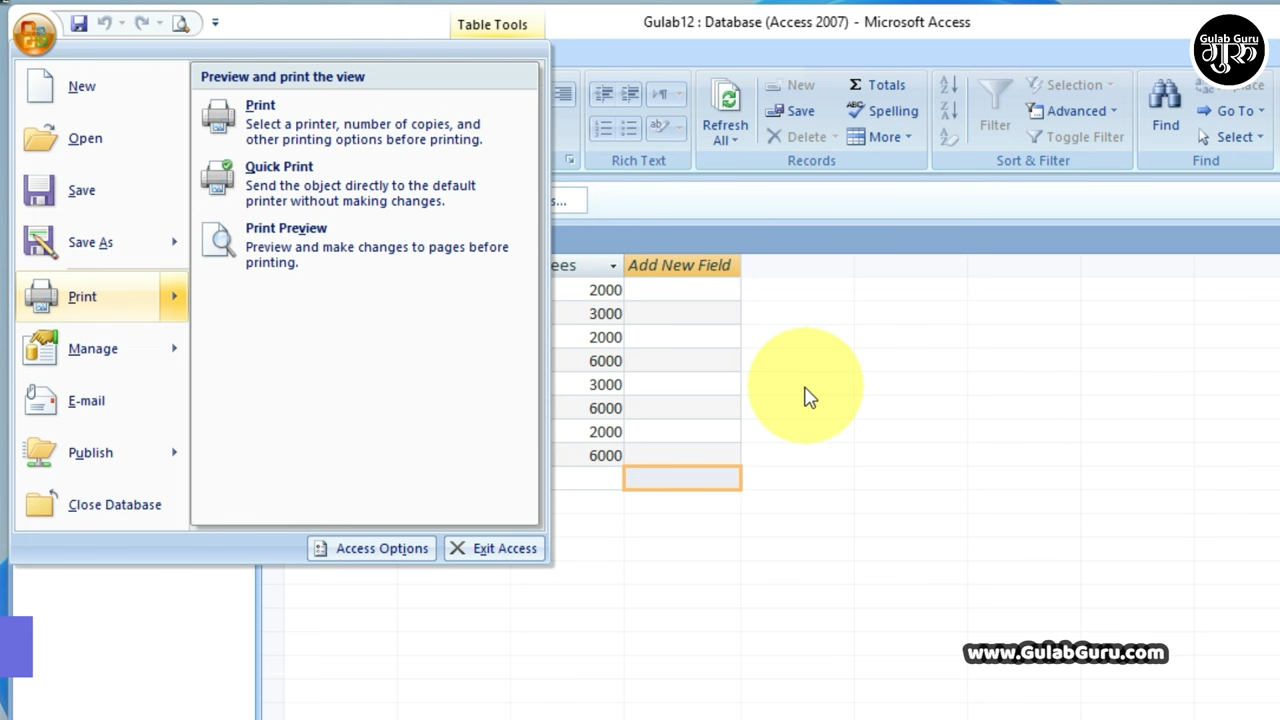 Table Tools
Gulab12 : Database (Access 2007) - Microsoft Access
Gulab Guru
गुरु
New
Open
Save
Save As
Print
Manage
E-mail
Publish
Close Database
Preview and print the view
Print
Select a printer, number of copies, and
other printing options before printing.
Quick Print
Send the object directly to the default
printer without making changes.
Print Preview
Preview and make changes to pages before
printing.
Access Options
Exit Access
Rich Text
Refresh
All
New
Save
Delete
Totals
Spelling
More
Records
Filter
Selection
Advanced
Toggle Filter
Sort & Filter
Find
Go To
Select
Find
s...
ees
Add New Field
2000
3000
2000
6000
3000
6000
2000
6000
www.GulabGuru.com